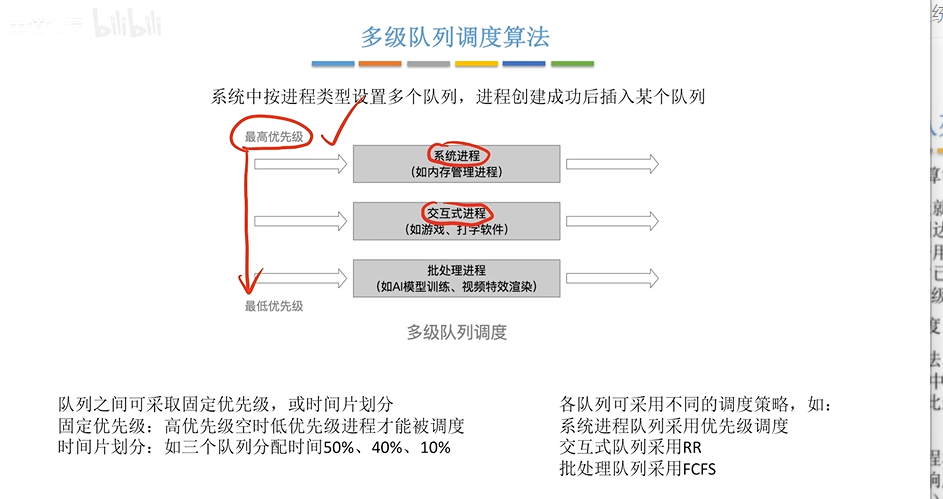 bilibili
多级队列调度算法
系统中按进程类型设置多个队列，进程创建成功后插入某个队列
最高优先级
系统进程
（如内存管理进程）
交互式进程
（如游戏、打字软件）
批处理进程
（如AI模型训练、视频特效渲染）
最低优先级
多级队列调度
队列之间可采取固定优先级，或时间片划分
固定优先级：高优先级空时低优先级进程才能被调度
时间片划分：如三个队列分配时间50%、40%、10%
各队列可采用不同的调度策略，如：
系统进程队列采用优先级调度
交互式队列采用RR
批处理队列采用FCFS